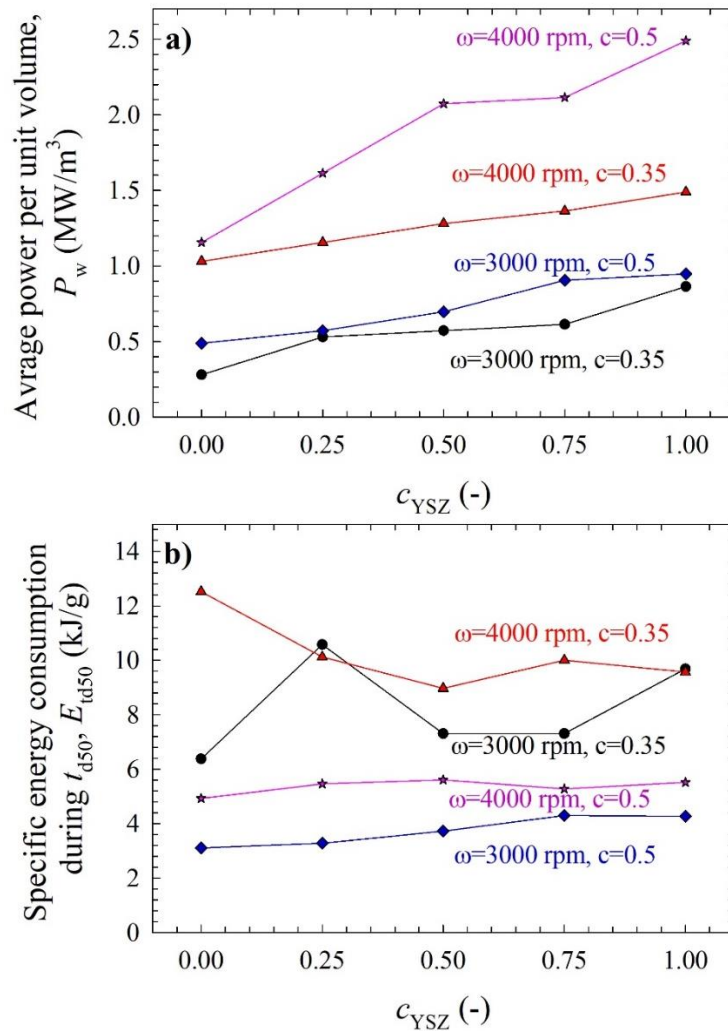 a)
Avrage power per unit volume,
P_w (MW/m³)
2.5
2.0
1.5
1.0
0.5
0.0
ω=4000 rpm, c=0.5
ω=4000 rpm, c=0.35
ω=3000 rpm, c=0.5
ω=3000 rpm, c=0.35
0.00 0.25 0.50 0.75 1.00
c_YSZ (-)
b)
Specific energy consumption
during t_d50, E_td50 (kJ/g)
14
12
10
8
6
4
2
0
ω=4000 rpm, c=0.35
ω=3000 rpm, c=0.35
ω=4000 rpm, c=0.5
ω=3000 rpm, c=0.5
0.00 0.25 0.50 0.75 1.00
c_YSZ (-)